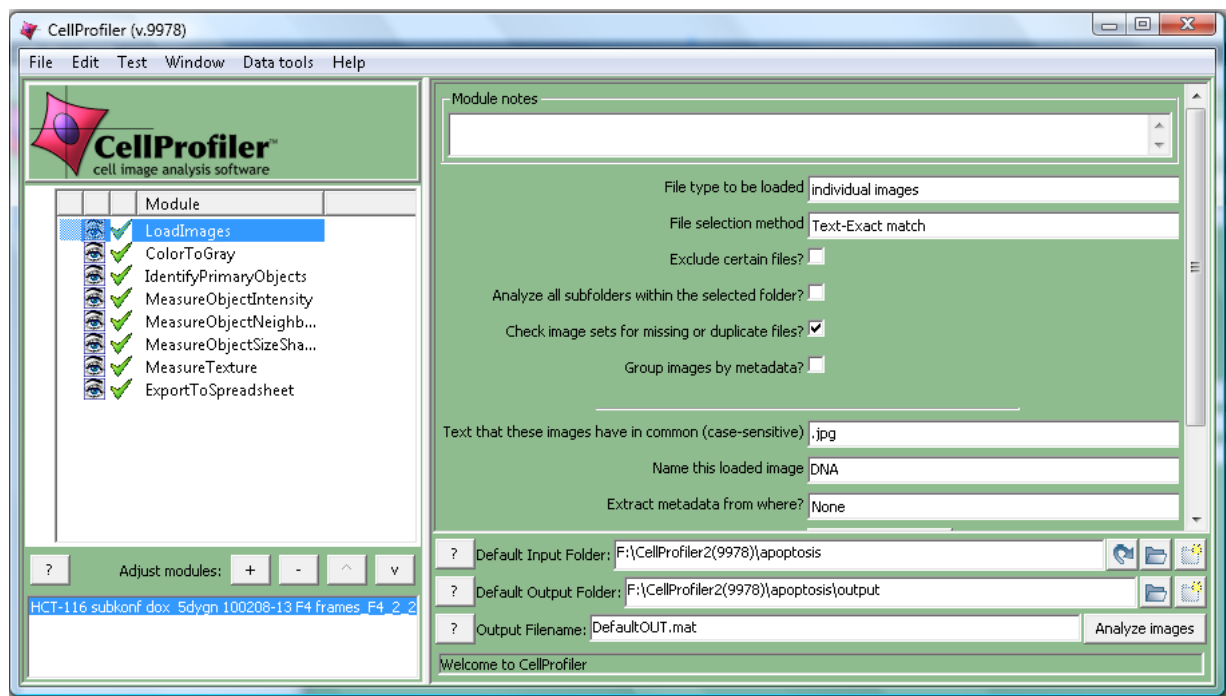 CellProfiler (v.9978)
File Edit Test Window Data tools Help
CellProfiler™
cell image analysis software
Module
LoadImages
ColorToGray
IdentifyPrimaryObjects
MeasureObjectIntensity
MeasureObjectNeighb...
MeasureObjectSizeSha...
MeasureTexture
ExportToSpreadsheet
? Adjust modules: + - ^ v
HCT-116 subkonf dox 5dygn 100208-13 F4 frames_F4_2_2
Module notes
File type to be loaded individual images
File selection method Text-Exact match
Exclude certain files?
Analyze all subfolders within the selected folder?
Check image sets for missing or duplicate files?
Group images by metadata?
Text that these images have in common (case-sensitive) .jpg
Name this loaded image DNA
Extract metadata from where? None
? Default Input Folder: F:\CellProfiler2(9978)\apoptosis
? Default Output Folder: F:\CellProfiler2(9978)\apoptosis\output
? Output Filename: DefaultOUT.mat Analyze images
Welcome to CellProfiler